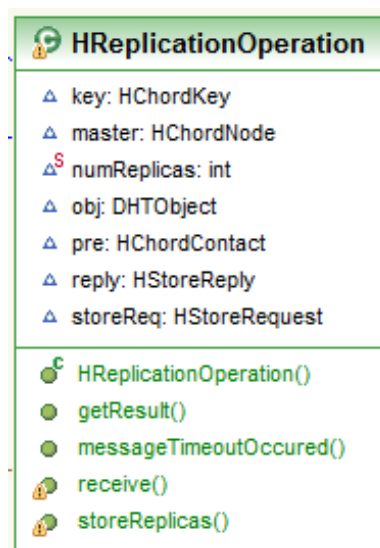 HReplicationOperation
key: HChordKey
master: HChordNode
S numReplicas: int
obj: DHTObject
pre: HChordContact
reply: HStoreReply
storeReq: HStoreRequest
C HReplicationOperation()
getResult()
messageTimeoutOccured()
receive()
storeReplicas()